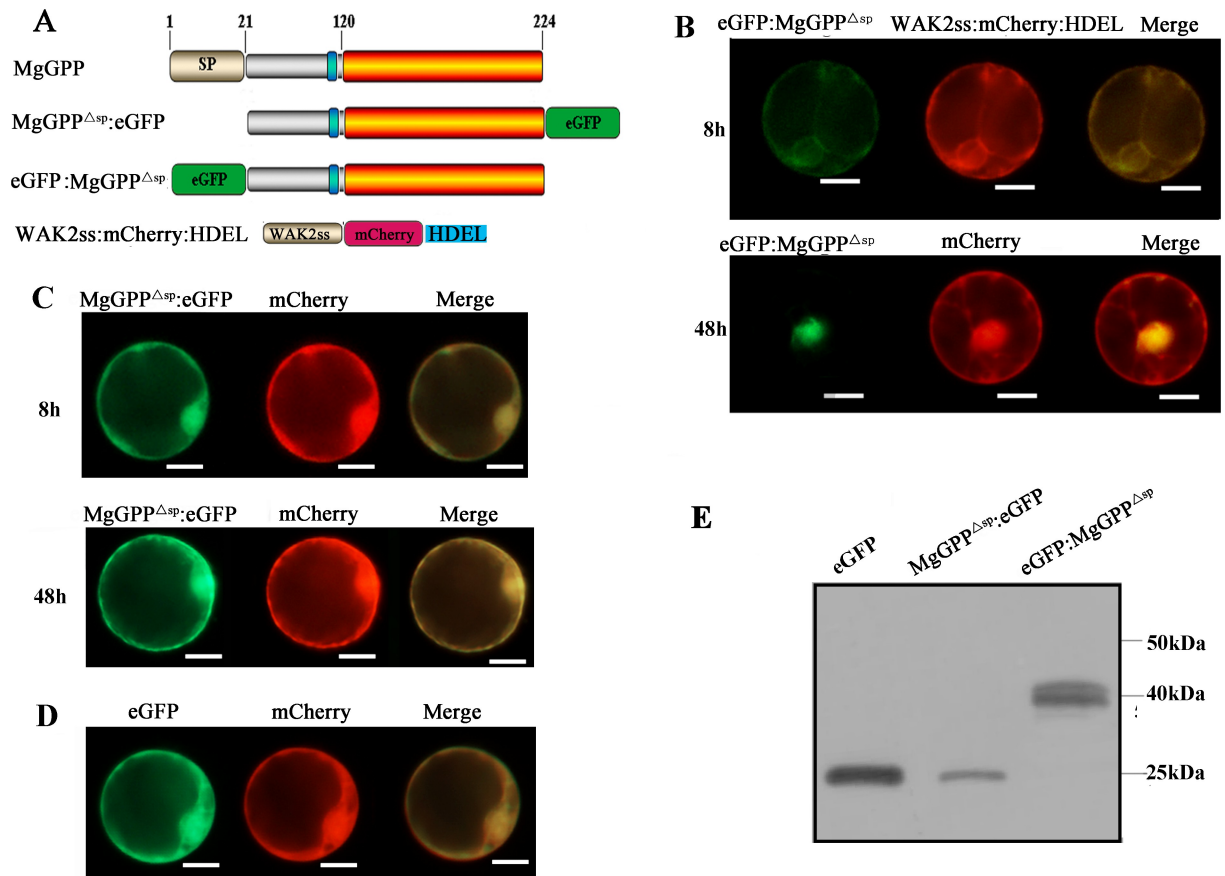 A
1 21 120 224
MgGPP
SP
MgGPP△sp:eGFP
eGFP
eGFP:MgGPP△sp
eGFP
WAK2ss:mCherry:HDEL
WAK2ss mCherry HDEL
B
eGFP:MgGPP△sp WAK2ss:mCherry:HDEL Merge
8h
eGFP:MgGPP△sp mCherry Merge
48h
C
MgGPP△sp:eGFP mCherry Merge
8h
MgGPP△sp:eGFP mCherry Merge
48h
D
eGFP mCherry Merge
E
eGFP MgGPP△sp:eGFP eGFP:MgGPP△sp
50kDa
40kDa
25kDa